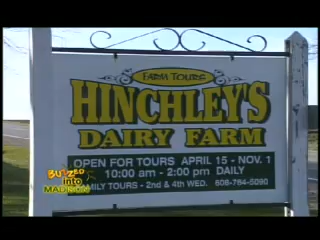 FARM TOURS
HINCHLEY'S
DAIRY FARM
OPEN FOR TOURS APRIL 15 - NOV. 1
10:00 am - 2:00 pm DAILY
FAMILY TOURS - 2nd & 4th WED. 608-764-5090
BUZZED
into
MADISON